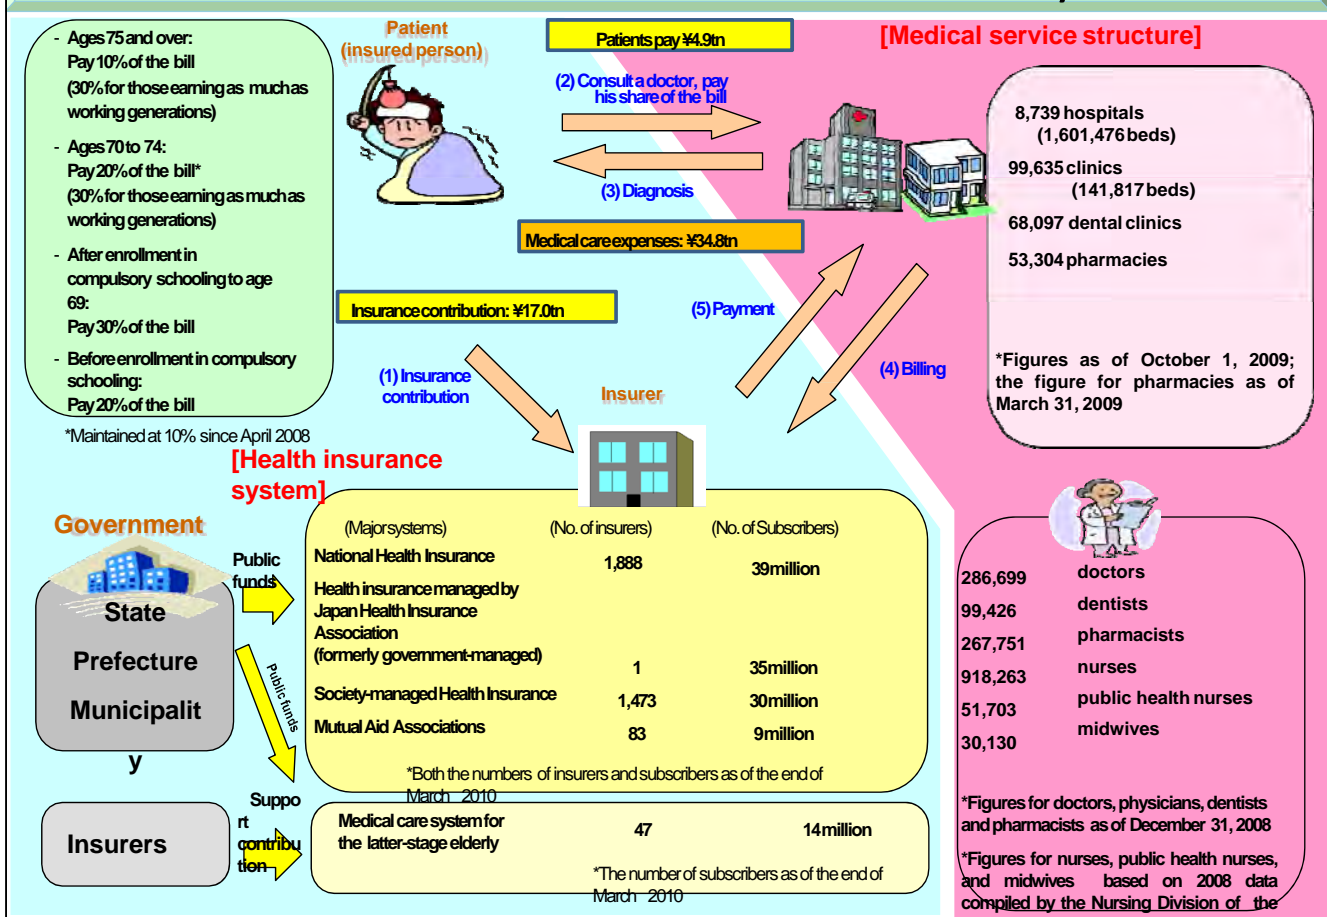 - Ages 75 and over:
Pay 10% of the bill
(30% for those earning as much as
working generations)
- Ages 70 to 74:
Pay 20% of the bill*
(30% for those earning as much as
working generations)
- After enrollment in
compulsory schooling to age
69:
Pay 30% of the bill
- Before enrollment in compulsory
schooling:
Pay 20% of the bill
*Maintained at 10% since April 2008
Patient
(insured person)
Patients pay ¥4.9tn
(2) Consult a doctor, pay
his share of the bill
(3) Diagnosis
Medical care expenses: ¥34.8tn
Insurance contribution: ¥17.0tn
(1) Insurance
contribution
(5) Payment
(4) Billing
Insurer
[Medical service structure]
8,739 hospitals
(1,601,476 beds)
99,635 clinics
(141,817 beds)
68,097 dental clinics
53,304 pharmacies
*Figures as of October 1, 2009;
the figure for pharmacies as of
March 31, 2009
[Health insurance
system]
Government
State
Prefecture
Municipalit
y
Public
funds
Public funds
(Major systems) (No. of insurers) (No. of Subscribers)
National Health Insurance 1,888 39 million
Health insurance managed by
Japan Health Insurance
Association
(formerly government-managed) 1 35 million
Society-managed Health Insurance 1,473 30 million
Mutual Aid Associations 83 9 million
*Both the numbers of insurers and subscribers as of the end of
March 2010
Insurers
Suppo
rt
contribu
tion
Medical care system for
the latter-stage elderly 47 14 million
*The number of subscribers as of the end of
March 2010
286,699 doctors
99,426 dentists
267,751 pharmacists
918,263 nurses
51,703 public health nurses
30,130 midwives
*Figures for doctors, physicians, dentists
and pharmacists as of December 31, 2008
*Figures for nurses, public health nurses,
and midwives based on 2008 data
compiled by the Nursing Division of the